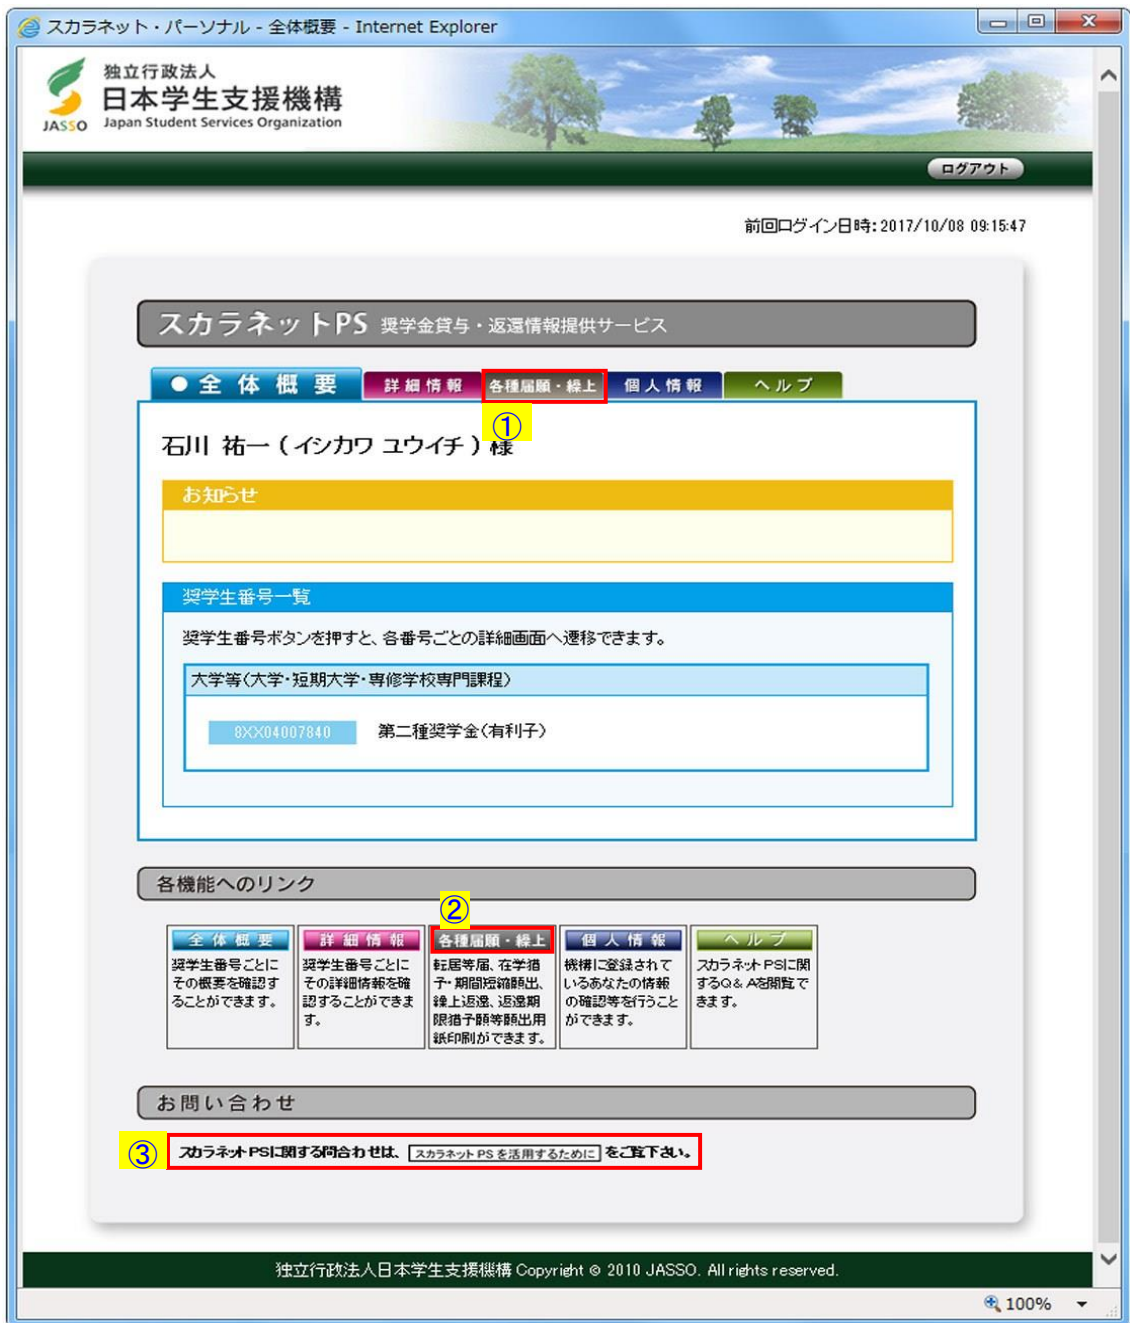 スカラネット・パーソナル - 全体概要 - Internet Explorer
独立行政法人
日本学生支援機構
JASSO Japan Student Services Organization
ログアウト
前回ログイン日時：2017/10/08 09:15:47
スカラネットPS 奨学金貸与・返還情報提供サービス
●全体概要 詳細情報 各種届願・繰上 個人情報 ヘルプ
①
石川 祐一 ( イシカワ ユウイチ ) 様
お知らせ
奨学生番号一覧
奨学生番号ボタンを押すと、各番号ごとの詳細画面へ遷移できます。
大学等(大学・短期大学・専修学校専門課程)
8XX04007840 第二種奨学金(有利子)
各機能へのリンク
②
全体概要
奨学生番号ごとに
その概要を確認す
ることができます。
詳細情報
奨学生番号ごとに
その詳細情報を確
認することができま
す。
各種届願・繰上
転居等届、在学猶
予・期間短縮願出、
繰上返還、返還期
限猶予願等願出用
紙印刷ができます。
個人情報
機構に登録されて
いるあなたの情報
の確認等を行うこと
ができます。
ヘルプ
スカラネットPSに関
するQ&Aを閲覧で
きます。
お問い合わせ
③ スカラネットPSに関する問合わせは、 スカラネットPSを活用するために をご覧下さい。
独立行政法人日本学生支援機構 Copyright © 2010 JASSO. All rights reserved.
100%